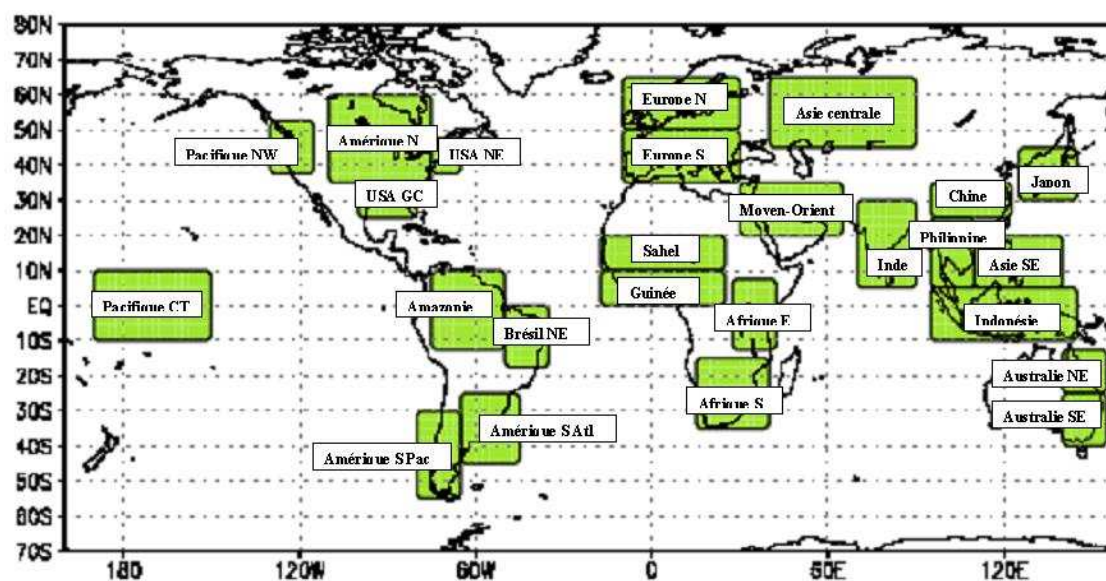 80N
70N
60N
50N
40N
30N
20N
10N
EQ
10S
20S
30S
40S
50S
60S
70S
Europe N
Asie centrale
Pacifique NW
Amérique N
USA NE
Europe S
USA GC
Japon
Chine
Moyen-Orient
Philippine
Sahel
Inde
Asie SE
Pacifique CT
Amazonie
Guinée
Brésil NE
Afrique E
Indonésie
Australie NE
Afrique S
Australie SE
Amérique S Atl
Amérique S Pac
180
120W
60W
0
60E
120E